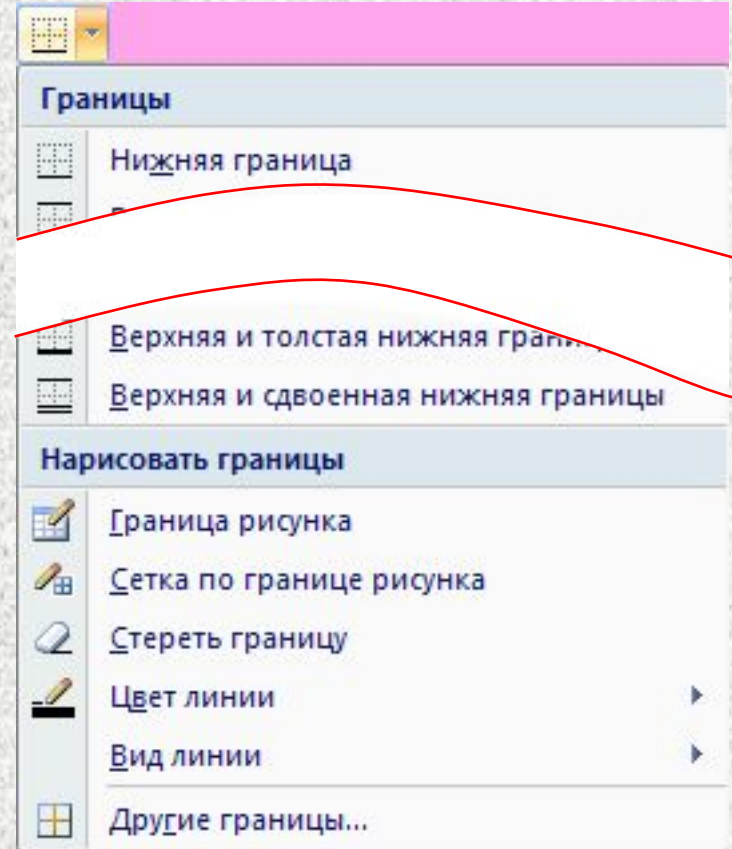 Границы
Нижняя граница
Верхняя и толстая нижняя
Верхняя и сдвоенная нижняя границы
Нарисовать границы
Граница рисунка
Сетка по границе рисунка
Стереть границу
Цвет линии
Вид линии
Другие границы...